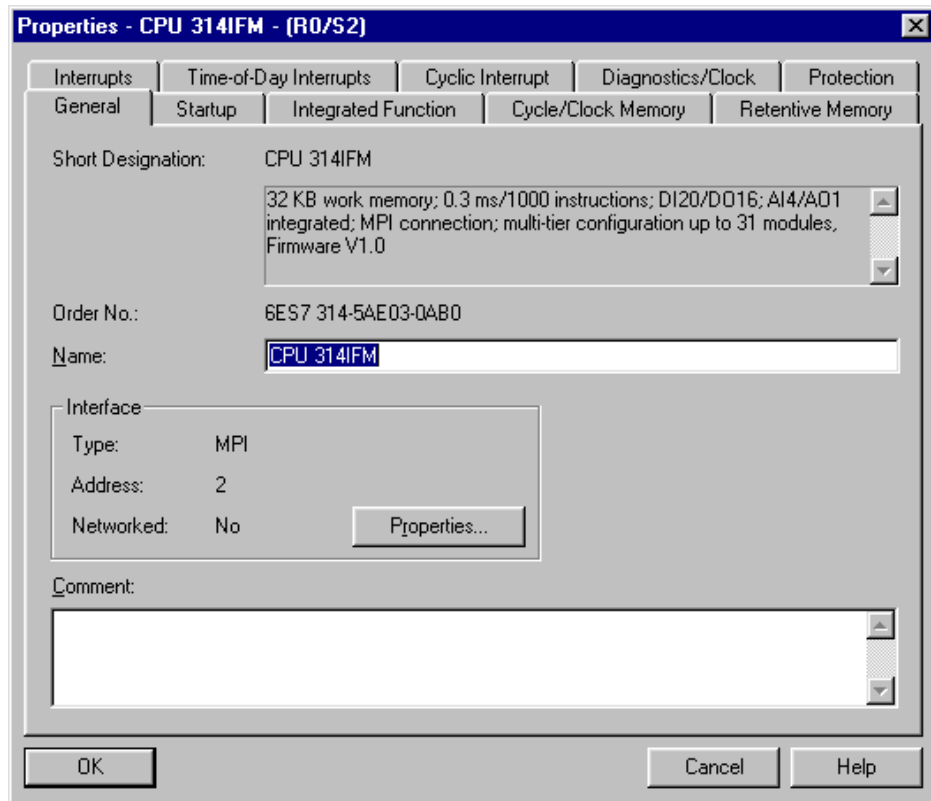 Properties - CPU 314IFM - (R0/S2)
Interrupts Time-of-Day Interrupts Cyclic Interrupt Diagnostics/Clock Protection
General Startup Integrated Function Cycle/Clock Memory Retentive Memory
Short Designation: CPU 314IFM
32 KB work memory; 0.3 ms/1000 instructions; DI20/DO16; AI4/AO1
integrated; MPI connection; multi-tier configuration up to 31 modules,
Firmware V1.0
Order No.: 6ES7 314-5AE03-0AB0
Name: CPU 314IFM
Interface
Type: MPI
Address: 2
Networked: No Properties...
Comment:
OK Cancel Help